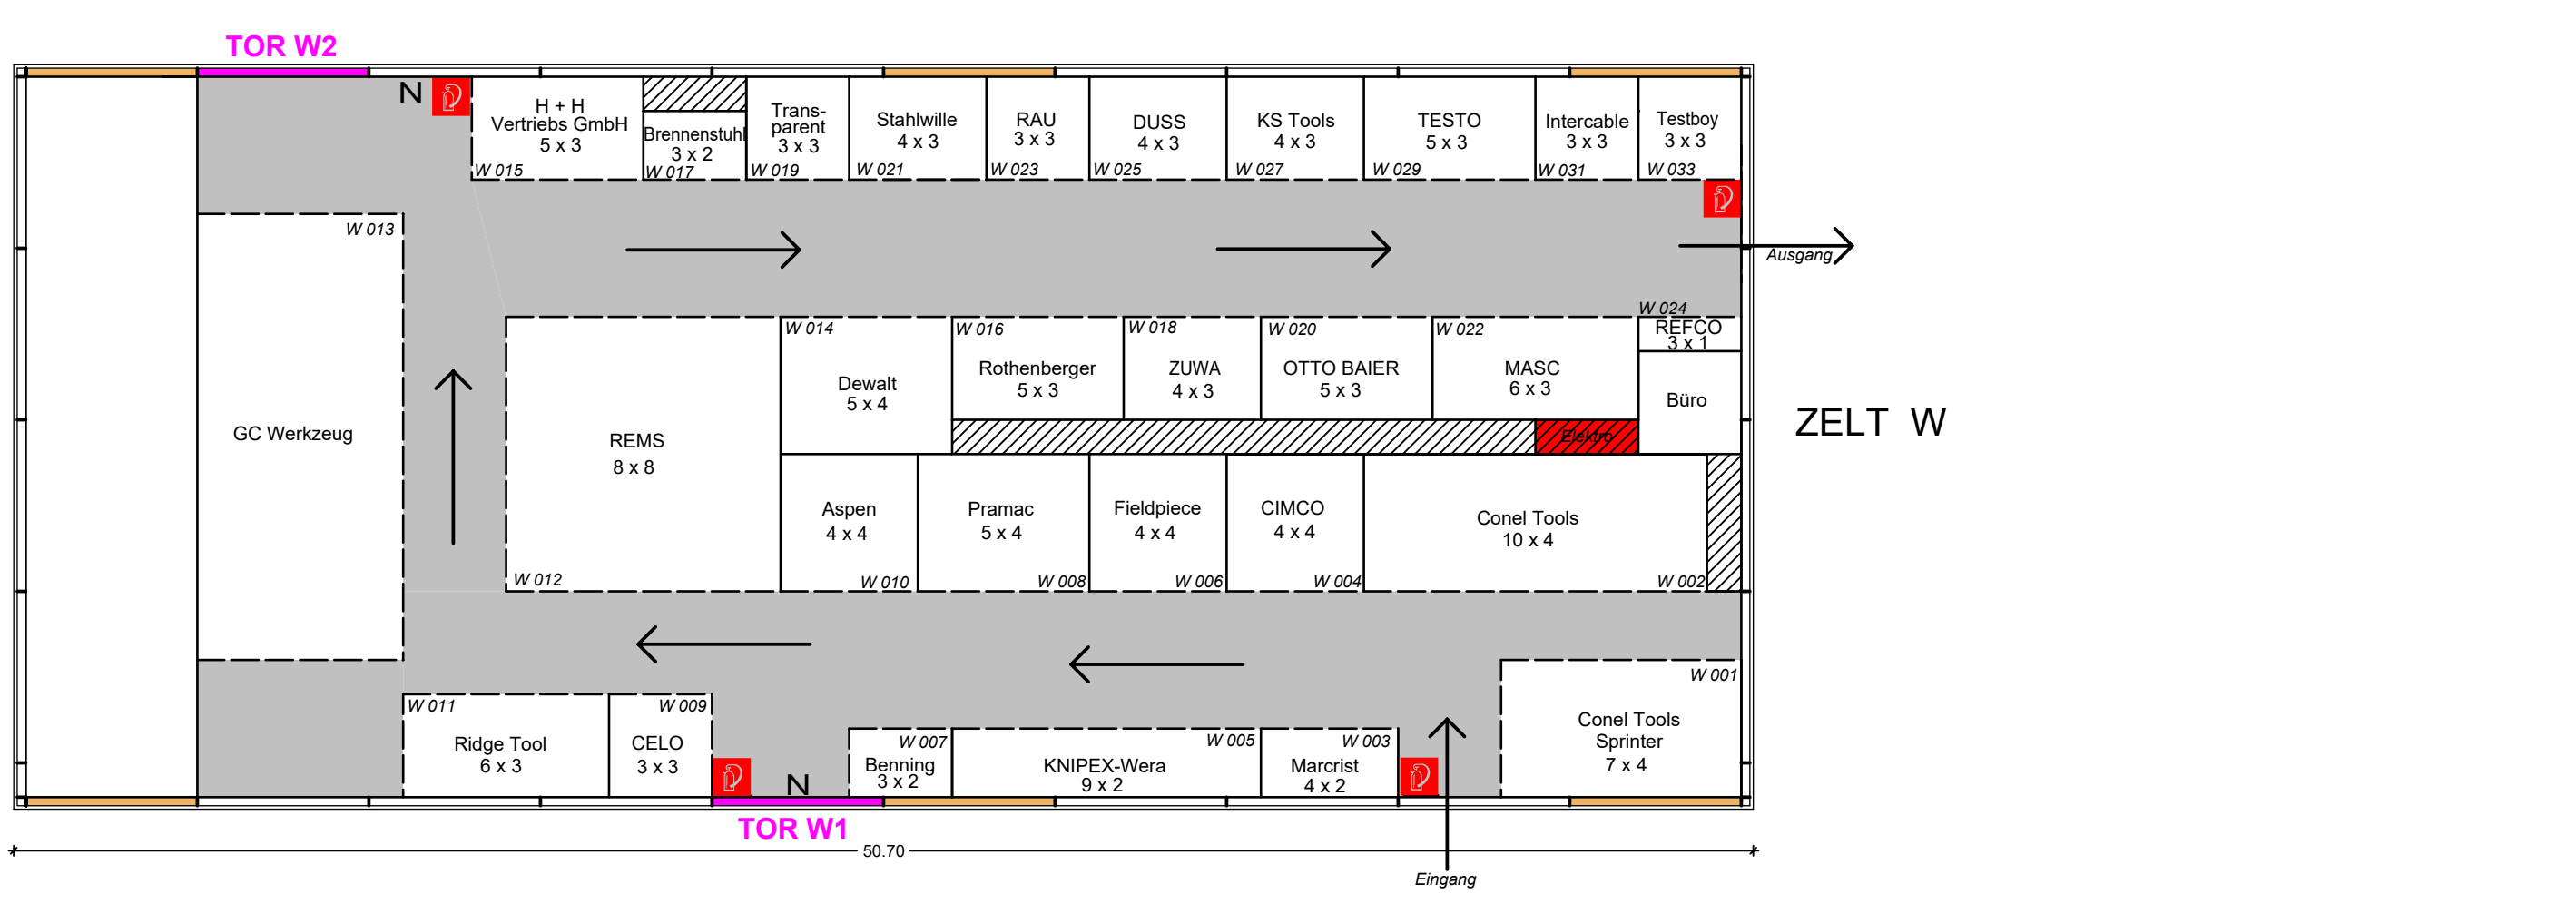 TOR W2
N
H + H
Vertriebs GmbH
5 x 3
W 015
Brennenstuhl
3 x 2
W 017
Trans-
parent
3 x 3
W 019
Stahlwille
4 x 3
W 021
RAU
3 x 3
W 023
DUSS
4 x 3
W 025
KS Tools
4 x 3
W 027
TESTO
5 x 3
W 029
Intercable
3 x 3
W 031
Testboy
3 x 3
W 033
W 013
GC Werkzeug
Ausgang
REMS
8 x 8
W 012
W 014
Dewalt
5 x 4
W 016
Rothenberger
5 x 3
W 018
ZUWA
4 x 3
W 020
OTTO BAIER
5 x 3
W 022
MASC
6 x 3
W 024
REFCO
3 x 1
Büro
Elektro
ZELT W
Aspen
4 x 4
W 010
Pramac
5 x 4
W 008
Fieldpiece
4 x 4
W 006
CIMCO
4 x 4
W 004
Conel Tools
10 x 4
W 002
W 011
Ridge Tool
6 x 3
W 009
CELO
3 x 3
N
W 007
Benning
3 x 2
W 005
KNIPEX-Wera
9 x 2
W 003
Marcrist
4 x 2
W 001
Conel Tools
Sprinter
7 x 4
TOR W1
50.70
Eingang